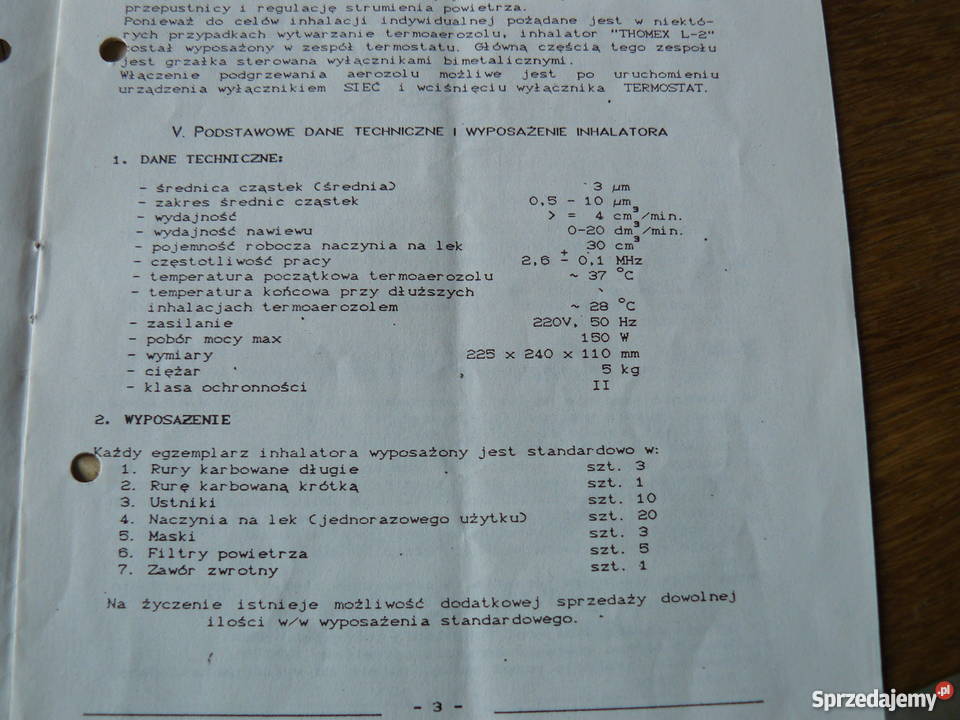 przepustnicy i regulację strumienia powietrza.
Ponieważ do celów inhalacji indywidualnej pożądane jest w niektó-
rych przypadkach wytwarzanie termoaerozolu, inhalator "THOMEX L-2"
został wyposażony w zespół termostatu. Główną częścią tego zespołu
jest grzałka sterowana wyłącznikami bimetalicznymi.
Włączenie podgrzewania aerozolu możliwe jest po uruchomieniu
urządzenia wyłącznikiem SIEĆ i wciśnięciu wyłącznika TERMOSTAT.
V. PODSTAWOWE DANE TECHNICZNE I WYPOSAŻENIE INHALATORA
1. DANE TECHNICZNE:
- średnica cząstek (średnia) 3 µm
- zakres średnic cząstek 0,5 - 10 µm
- wydajność > = 4 cm³/min.
- wydajność nawiewu 0-20 dm³/min.
- pojemność robocza naczynia na lek 30 cm³
- częstotliwość pracy 2,6 ± 0,1 MHz
- temperatura początkowa termoaerozolu ~ 37 °C
- temperatura końcowa przy dłuższych
inhalacjach termoaerozolem ~ 28 °C
- zasilanie 220V, 50 Hz
- pobór mocy max 150 W
- wymiary 225 x 240 x 110 mm
- ciężar 5 kg
- klasa ochronności II
2. WYPOSAŻENIE
Każdy egzemplarz inhalatora wyposażony jest standardowo w:
1. Rury karbowane długie szt. 3
2. Rurę karbowaną krótką szt. 1
3. Ustniki szt. 10
4. Naczynia na lek (jednorazowego użytku) szt. 20
5. Maski szt. 3
6. Filtry powietrza szt. 5
7. Zawór zwrotny szt. 1
Na życzenie istnieje możliwość dodatkowej sprzedaży dowolnej
ilości w/w wyposażenia standardowego.
- 3 -
Sprzedajemy.pl